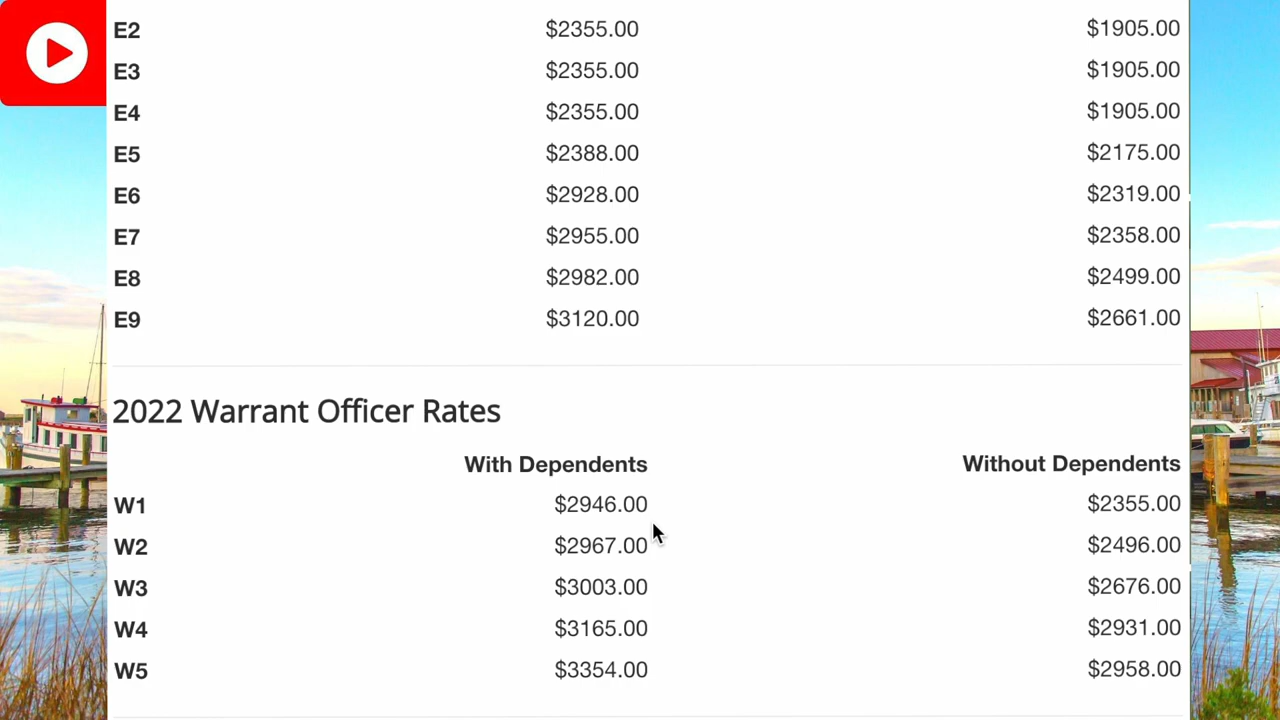 E2 $2355.00 $1905.00
E3 $2355.00 $1905.00
E4 $2355.00 $1905.00
E5 $2388.00 $2175.00
E6 $2928.00 $2319.00
E7 $2955.00 $2358.00
E8 $2982.00 $2499.00
E9 $3120.00 $2661.00
2022 Warrant Officer Rates
With Dependents Without Dependents
W1 $2946.00 $2355.00
W2 $2967.00 $2496.00
W3 $3003.00 $2676.00
W4 $3165.00 $2931.00
W5 $3354.00 $2958.00